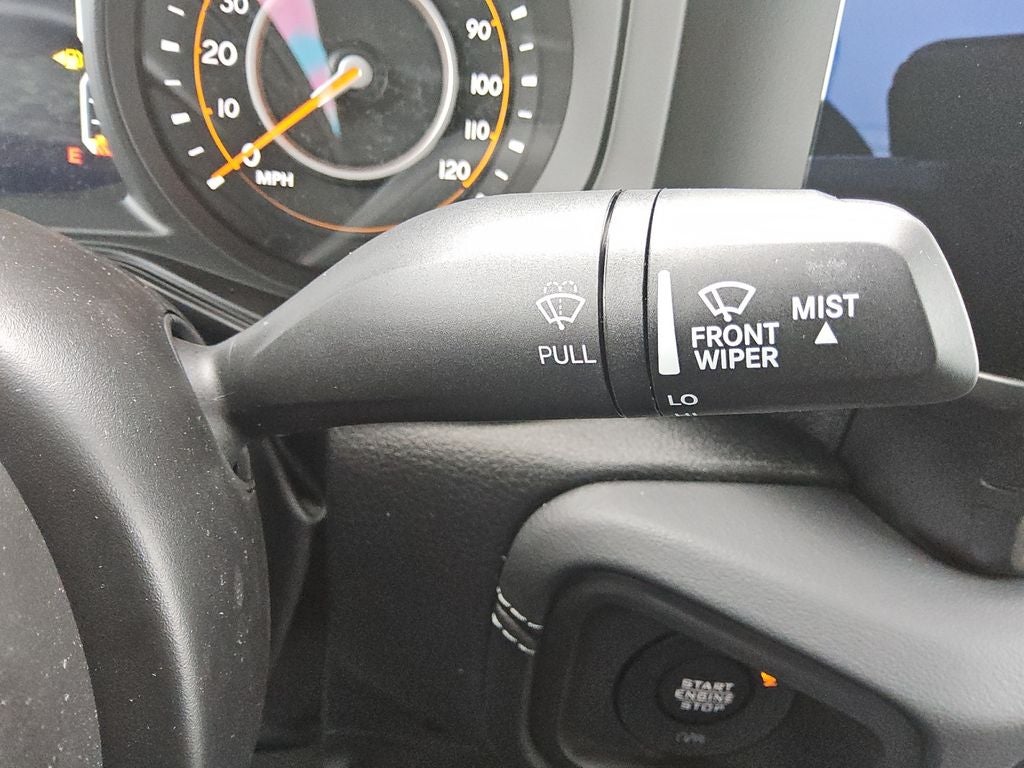 30
20
10
0
MPH
90
100
110
120
E
PULL
FRONT
WIPER
MIST
LO
START
ENGINE
STOP